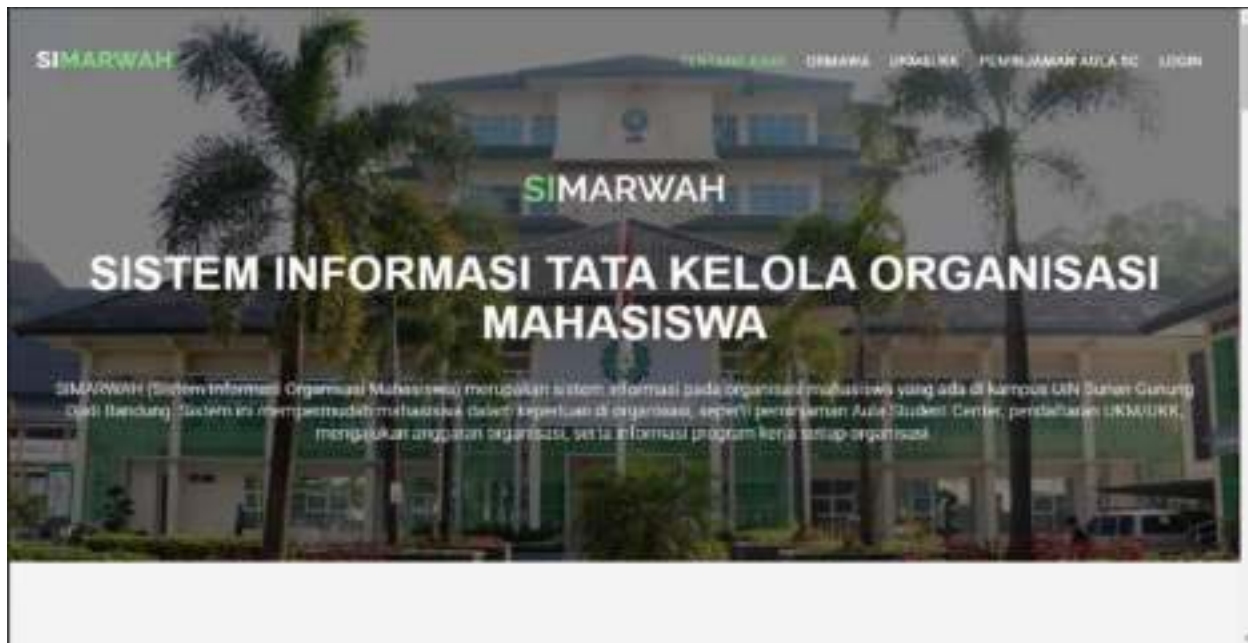 SIMARWAH
TENTANG KAMI ORMAWA UKM/UKK PEMINJAMAN AULA SC LOGIN
SIMARWAH
SISTEM INFORMASI TATA KELOLA ORGANISASI
MAHASISWA
SIMARWAH (Sistem Informasi Organisasi Mahasiswa) merupakan sistem informasi pada organisasi mahasiswa yang ada di kampus UIN Sunan Gunung
Djati Bandung. Sistem ini mempermudah mahasiswa dalam keperluan di organisasi, seperti peminjaman Aula Student Center, pendaftaran UKM/UKK,
mengajukan anggaran organisasi, serta informasi program kerja setiap organisasi